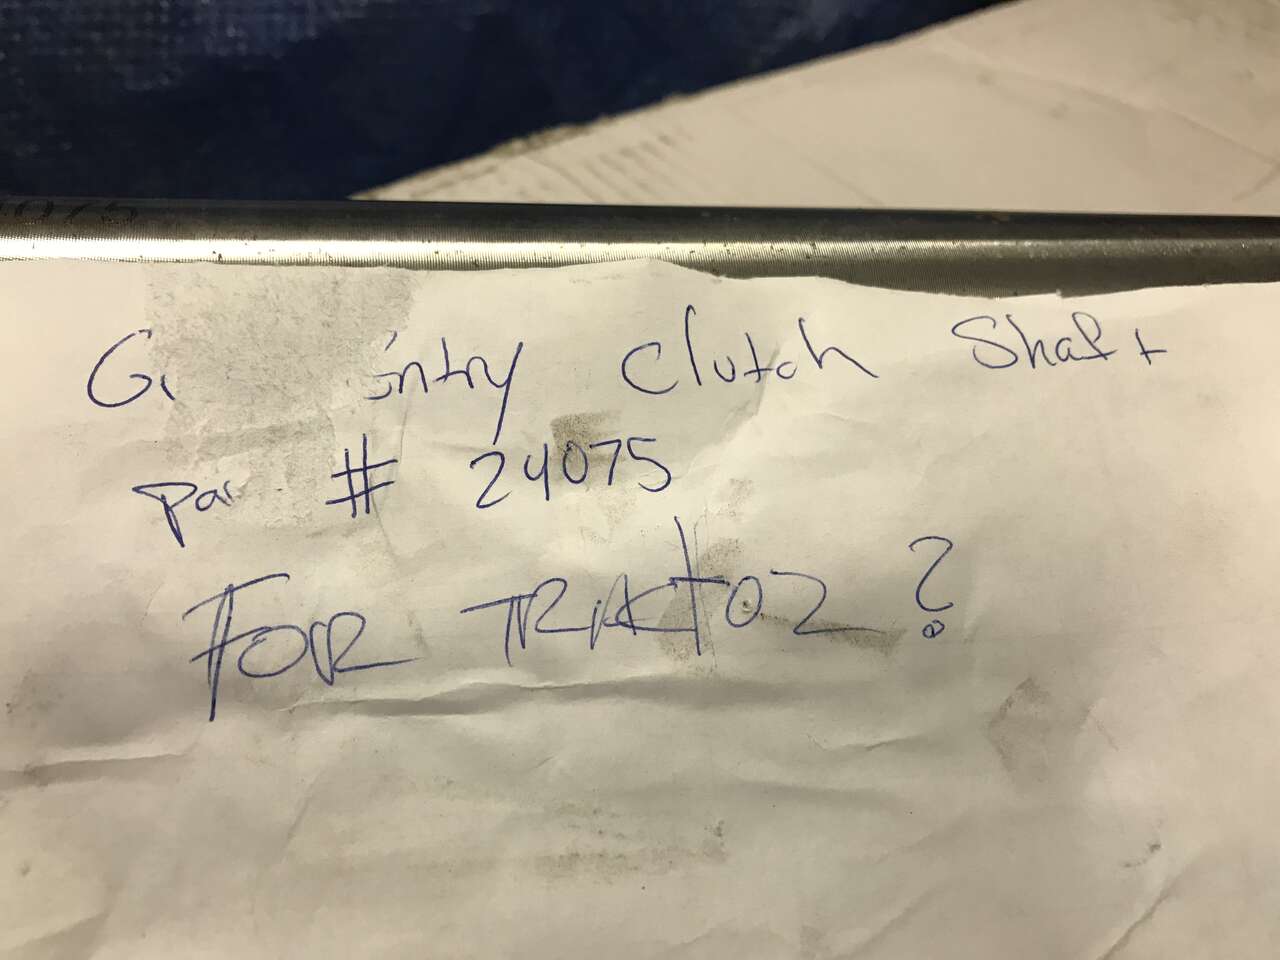 Clutch Shaft
# 24075
FOR TRACTOR ?